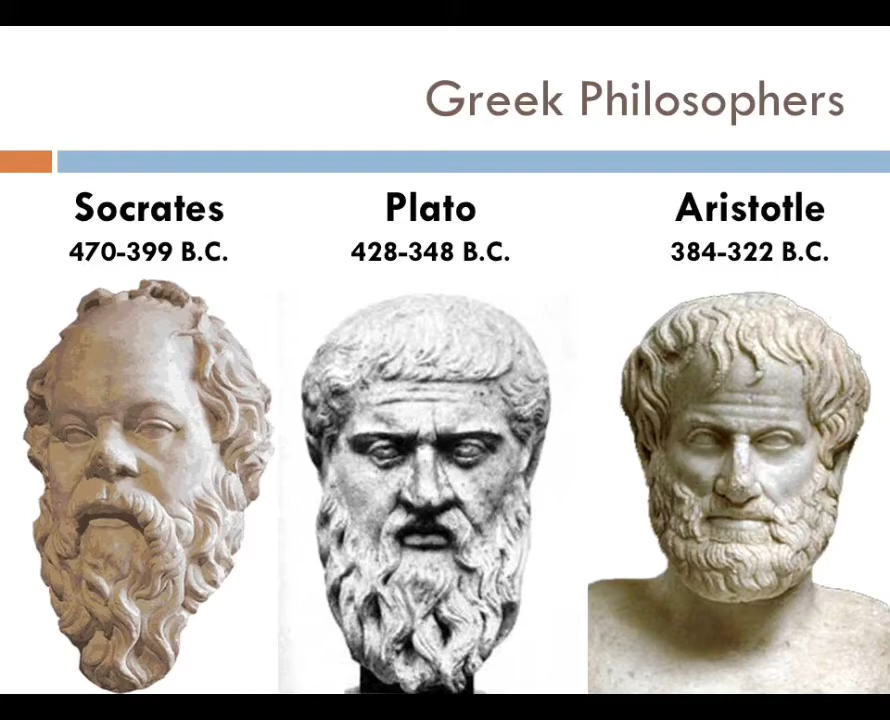 Greek Philosophers
Socrates
470-399 B.C.
Plato
428-348 B.C.
Aristotle
384-322 B.C.